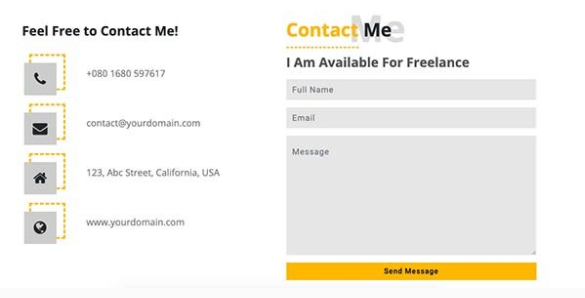 Feel Free to Contact Me!
+080 1680 597617
contact@yourdomain.com
123, Abc Street, California, USA
www.yourdomain.com
Me
Contact Me
I Am Available For Freelance
Full Name
Email
Message
Send Message